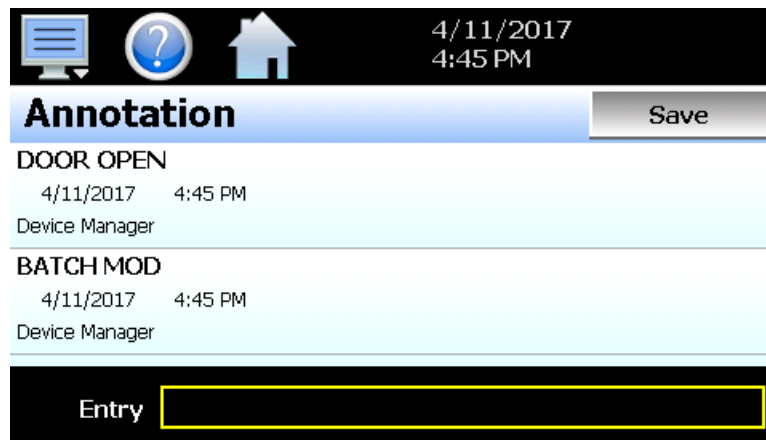 ?
4/11/2017
4:45 PM
Annotation
Save
DOOR OPEN
4/11/2017 4:45 PM
Device Manager
BATCH MOD
4/11/2017 4:45 PM
Device Manager
Entry